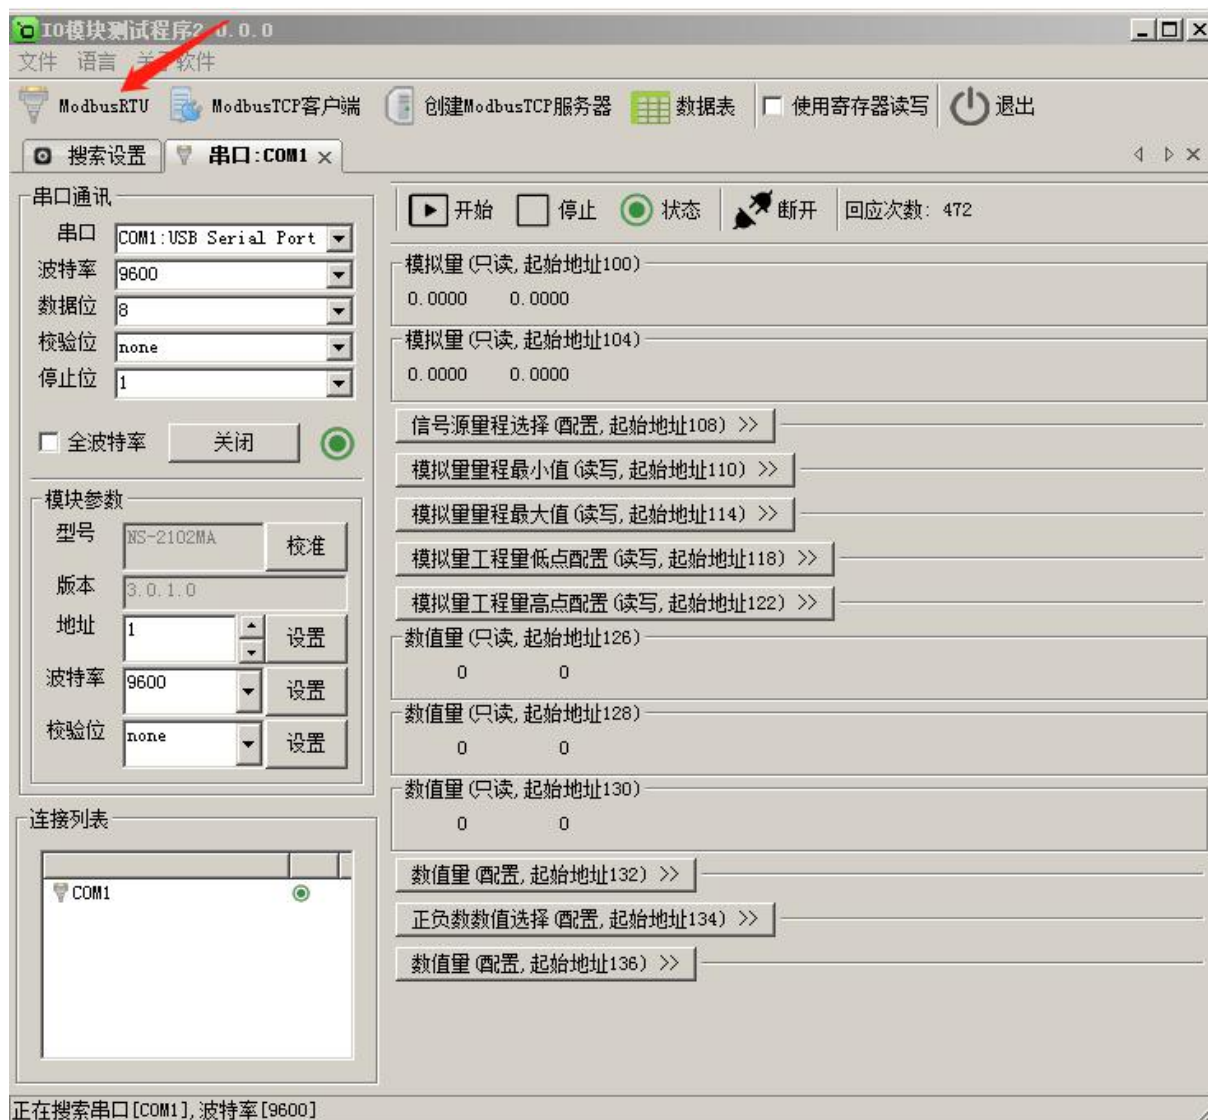 IO模块测试程序2.0.0.0
文件 语言 关于软件
ModbusRTU ModbusTCP客户端 创建ModbusTCP服务器 数据表 使用寄存器读写 退出
搜索设置 串口:COM1
串口通讯
串口 COM1:USB Serial Port
波特率 9600
数据位 8
校验位 none
停止位 1
全波特率 关闭
模块参数
型号 NS-2102MA 校准
版本 3.0.1.0
地址 1 设置
波特率 9600 设置
校验位 none 设置
连接列表
COM1
开始 停止 状态 断开 回应次数: 472
模拟量(只读,起始地址100)
0.0000 0.0000
模拟量(只读,起始地址104)
0.0000 0.0000
信号源量程选择(配置,起始地址108) >>
模拟量量程最小值(读写,起始地址110) >>
模拟量量程最大值(读写,起始地址114) >>
模拟量工程量低点配置(读写,起始地址118) >>
模拟量工程量高点配置(读写,起始地址122) >>
数值量(只读,起始地址126)
0 0
数值量(只读,起始地址128)
0 0
数值量(只读,起始地址130)
0 0
数值量(配置,起始地址132) >>
正负数数值选择(配置,起始地址134) >>
数值量(配置,起始地址136) >>
正在搜索串口[COM1],波特率[9600]